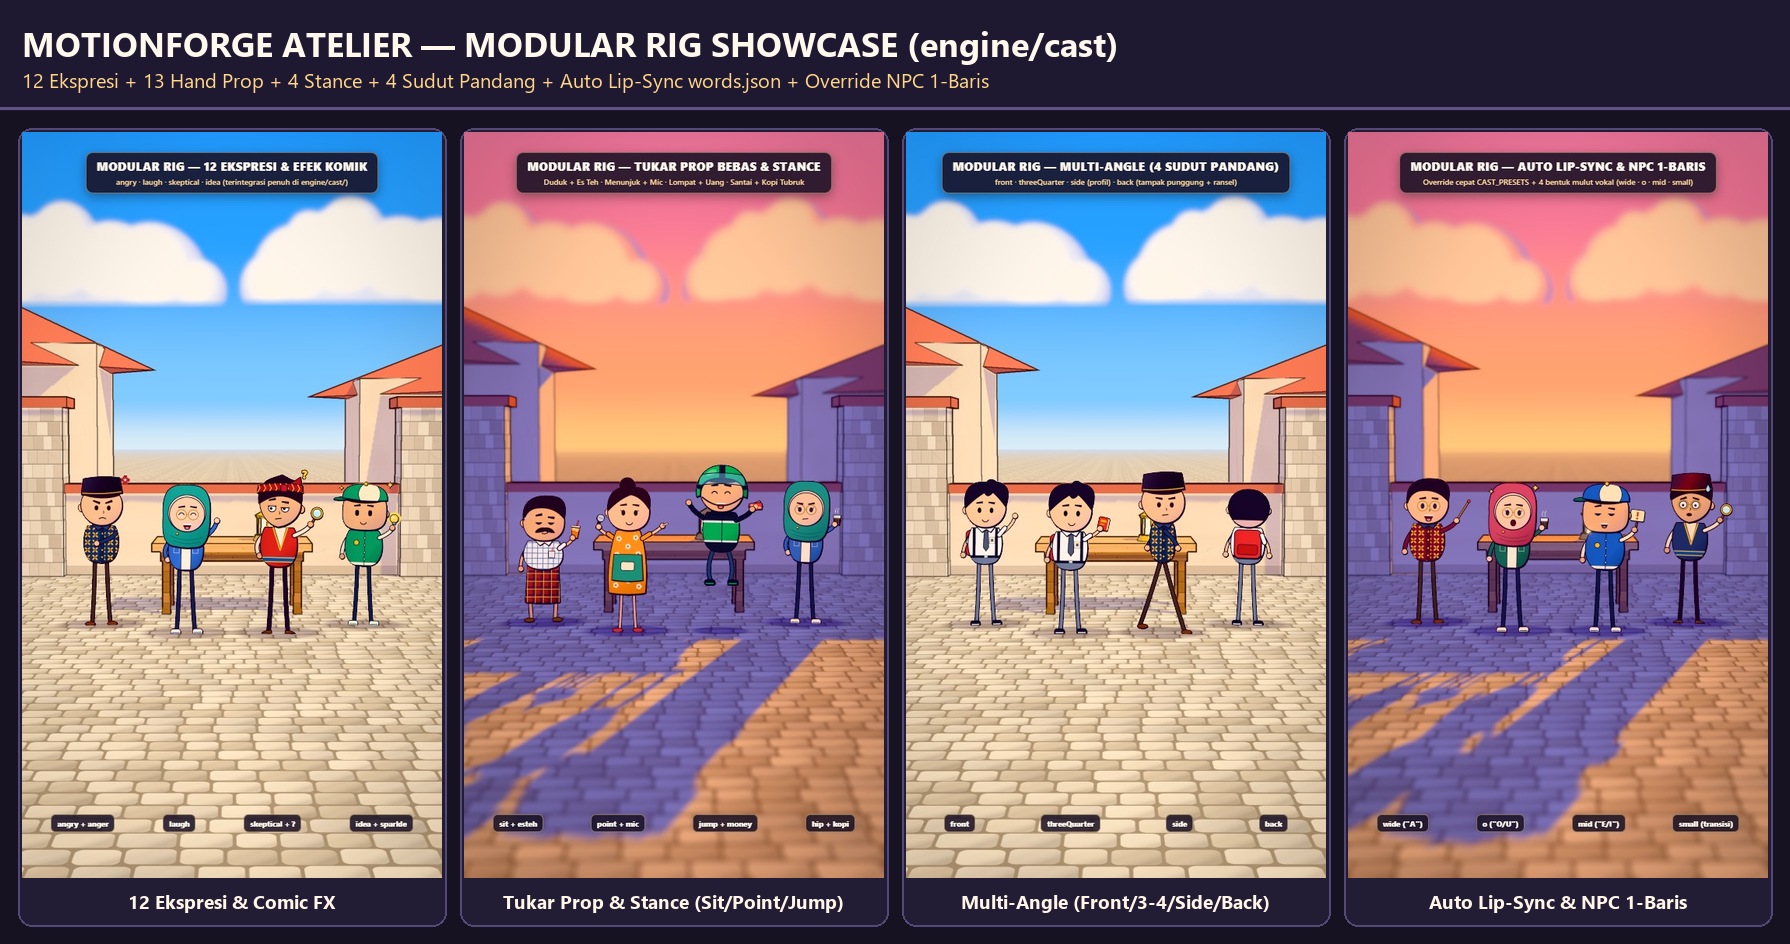 MOTIONFORGE ATELIER — MODULAR RIG SHOWCASE (engine/cast)
12 Ekspresi + 13 Hand Prop + 4 Stance + 4 Sudut Pandang + Auto Lip-Sync words.json + Override NPC 1-Baris
MODULAR RIG — 12 EKSPRESI & EFEK KOMIK
angry · laugh · skeptical · idea (terintegrasi penuh di engine/cast/)
?
angry + anger
laugh
skeptical + ?
idea + sparkle
12 Ekspresi & Comic FX
MODULAR RIG — TUKAR PROP BEBAS & STANCE
Duduk + Es Teh · Menunjuk + Mic · Lompat + Uang · Santai + Kopi Tubruk
sit + esteh
point + mic
jump + money
hip + kopi
Tukar Prop & Stance (Sit/Point/Jump)
MODULAR RIG — MULTI-ANGLE (4 SUDUT PANDANG)
front · threeQuarter · side (profil) · back (tampak punggung + ransel)
front
threeQuarter
side
back
Multi-Angle (Front/3-4/Side/Back)
MODULAR RIG — AUTO LIP-SYNC & NPC 1-BARIS
Override cepat CAST_PRESETS + 4 bentuk mulut vokal (wide · o · mid · small)
wide ("A")
o ("O/U")
mid ("E/I")
small (transisi)
Auto Lip-Sync & NPC 1-Baris